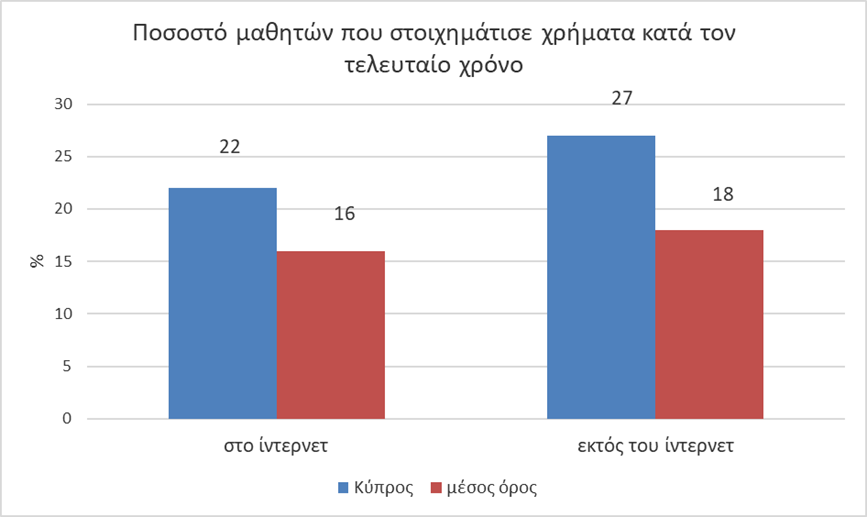 Ποσοστό μαθητών που στοιχημάτισε χρήματα κατά τον
τελευταίο χρόνο
30
25
20
15
10
5
0
%
22
16
27
18
στο ίντερνετ
εκτός του ίντερνετ
Κύπρος
μέσος όρος